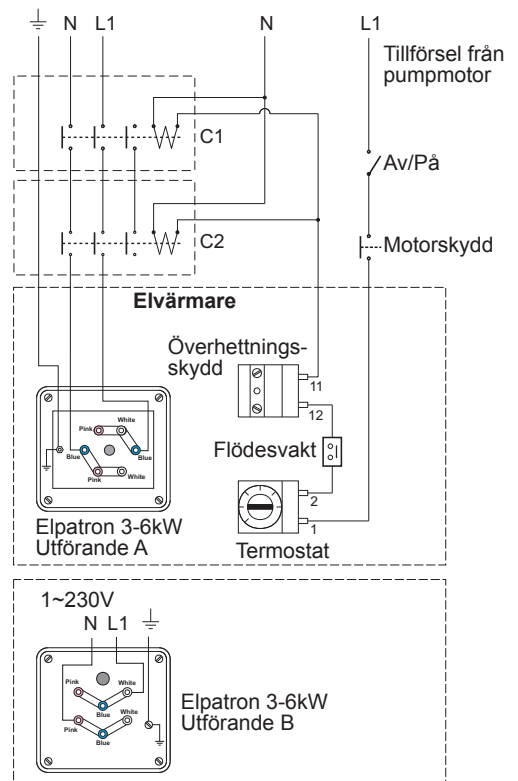 N L1 N L1
Tillförsel från
pumpmotor
C1
Av/På
C2
Motorskydd
Elvärmare
Överhettnings-
skydd
11
12
White
Pink
Blue
Blue
Pink
White
Flödesvakt
2
1
Elpatron 3-6kW
Utförande A
Termostat
1~230V
N L1
Pink
White
Blue
White
Pink
Blue
Elpatron 3-6kW
Utförande B